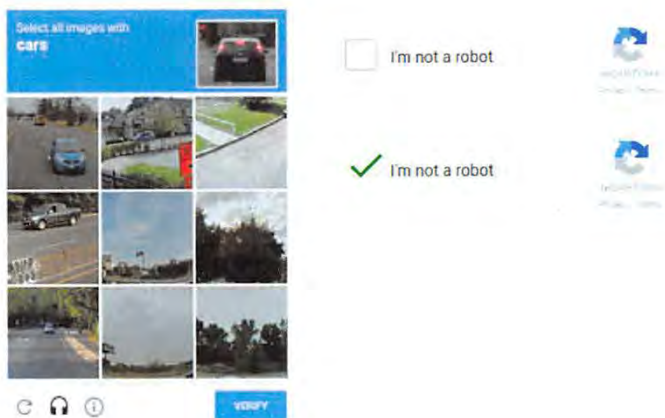 Select all images with
cars
I'm not a robot
I'm not a robot
VERIFY